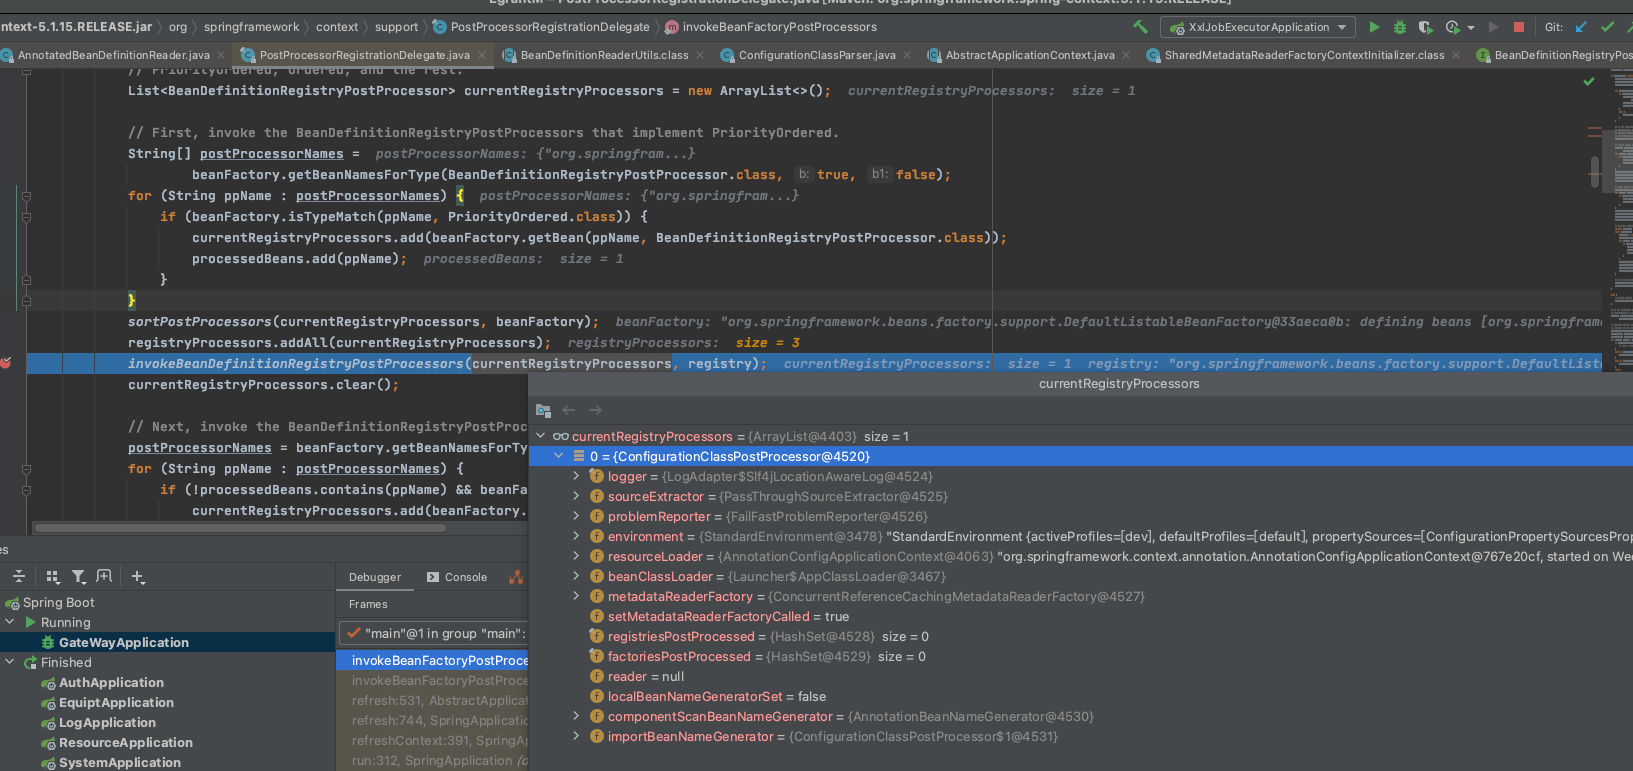 ntext-5.1.15.RELEASE.jar › org › springframework › context › support › PostProcessorRegistrationDelegate › invokeBeanFactoryPostProcessors XxlJobExecutorApplication Git:
AnnotatedBeanDefinitionReader.java PostProcessorRegistrationDelegate.java BeanDefinitionReaderUtils.class ConfigurationClassParser.java AbstractApplicationContext.java SharedMetadataReaderFactoryContextInitializer.class BeanDefinitionRegistryPos
// PriorityOrdered, Ordered, and the rest.
List<BeanDefinitionRegistryPostProcessor> currentRegistryProcessors = new ArrayList<>(); currentRegistryProcessors: size = 1
// First, invoke the BeanDefinitionRegistryPostProcessors that implement PriorityOrdered.
String[] postProcessorNames = postProcessorNames: {"org.springfram...}
beanFactory.getBeanNamesForType(BeanDefinitionRegistryPostProcessor.class, b: true, b1: false);
for (String ppName : postProcessorNames) { postProcessorNames: {"org.springfram...}
if (beanFactory.isTypeMatch(ppName, PriorityOrdered.class)) {
currentRegistryProcessors.add(beanFactory.getBean(ppName, BeanDefinitionRegistryPostProcessor.class));
processedBeans.add(ppName); processedBeans: size = 1
}
}
sortPostProcessors(currentRegistryProcessors, beanFactory); beanFactory: "org.springframework.beans.factory.support.DefaultListableBeanFactory@33aeca0b: defining beans [org.springframe
registryProcessors.addAll(currentRegistryProcessors); registryProcessors: size = 3
invokeBeanDefinitionRegistryPostProcessors(currentRegistryProcessors, registry); currentRegistryProcessors: size = 1 registry: "org.springframework.beans.factory.support.DefaultList
currentRegistryProcessors.clear();
currentRegistryProcessors
// Next, invoke the BeanDefinitionRegistryPostProc
postProcessorNames = beanFactory.getBeanNamesForTy
for (String ppName : postProcessorNames) {
if (!processedBeans.contains(ppName) && beanFa
currentRegistryProcessors.add(beanFactory.
currentRegistryProcessors = {ArrayList@4403} size = 1
0 = {ConfigurationClassPostProcessor@4520}
logger = {LogAdapter$Slf4jLocationAwareLog@4524}
sourceExtractor = {PassThroughSourceExtractor@4525}
problemReporter = {FailFastProblemReporter@4526}
environment = {StandardEnvironment@3478} "StandardEnvironment {activeProfiles=[dev], defaultProfiles=[default], propertySources=[ConfigurationPropertySourcesProp
resourceLoader = {AnnotationConfigApplicationContext@4063} "org.springframework.context.annotation.AnnotationConfigApplicationContext@767e20cf, started on Wed
beanClassLoader = {Launcher$AppClassLoader@3467}
metadataReaderFactory = {ConcurrentReferenceCachingMetadataReaderFactory@4527}
setMetadataReaderFactoryCalled = true
registriesPostProcessed = {HashSet@4528} size = 0
factoriesPostProcessed = {HashSet@4529} size = 0
reader = null
localBeanNameGeneratorSet = false
componentScanBeanNameGenerator = {AnnotationBeanNameGenerator@4530}
importBeanNameGenerator = {ConfigurationClassPostProcessor$1@4531}
es
Spring Boot
Running
GateWayApplication
Finished
AuthApplication
EquiptApplication
LogApplication
ResourceApplication
SystemApplication
Debugger Console
Frames
"main"@1 in group "main":
invokeBeanFactoryPostProce
invokeBeanFactoryPostProce
refresh:531, AbstractApplicat
refresh:744, SpringApplicatio
refreshContext:391, SpringAp
run:312, SpringApplication (o